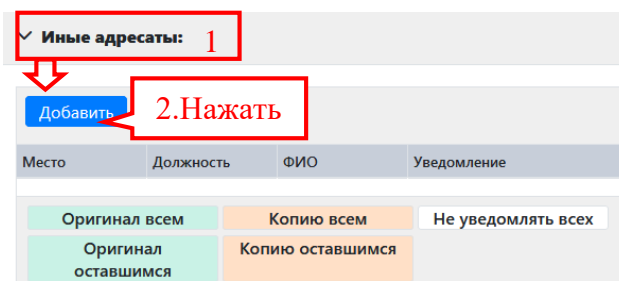 Иные адресаты: 1
Добавить 2.Нажать
Место Должность ФИО Уведомление
Оригинал всем Копию всем Не уведомлять всех
Оригинал оставшимся Копию оставшимся